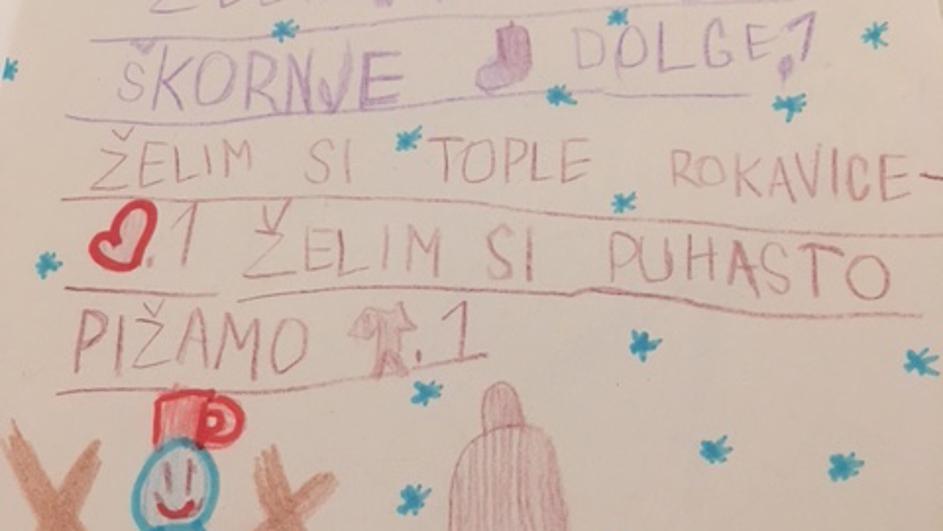 ŠKORNJE DOLGE.1
ŽELIM SI TOPLE ROKAVICE-
.1 ŽELIM SI PUHASTO
PIŽAMO .1